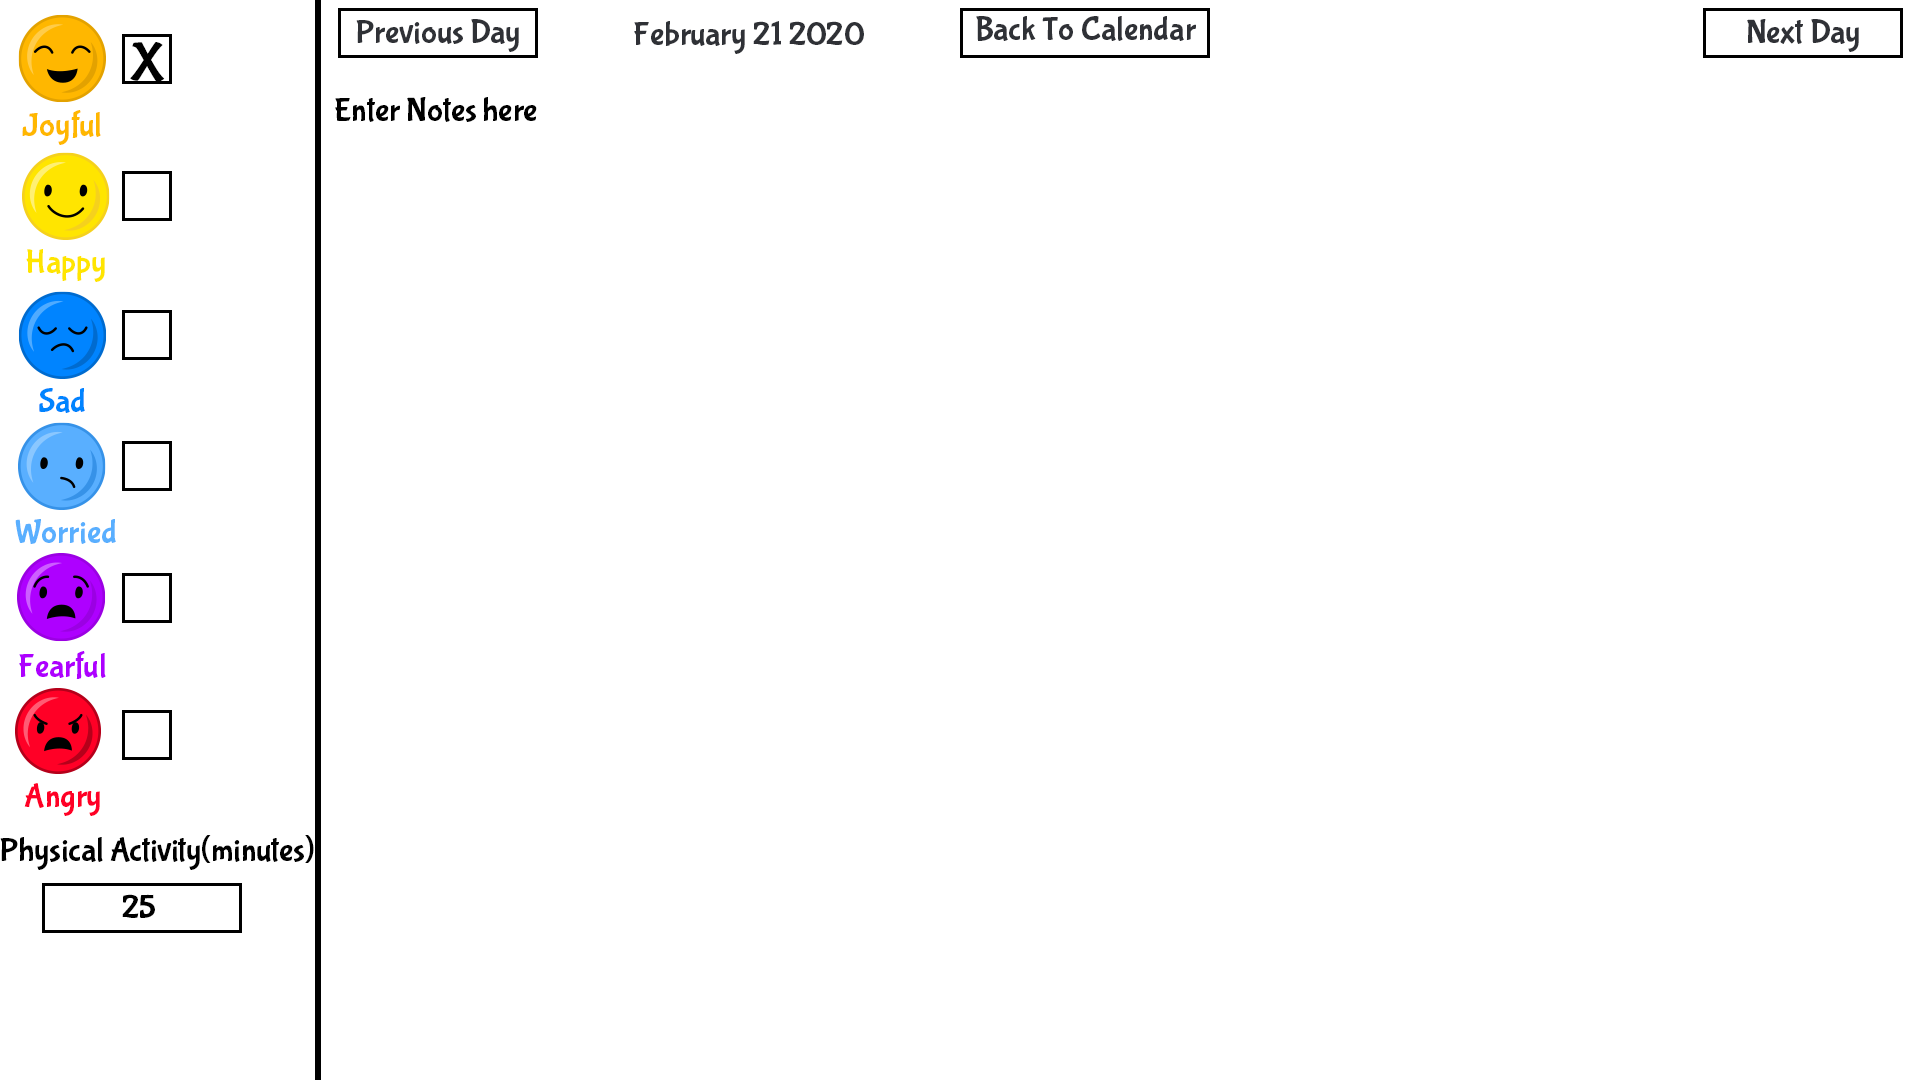 X
Joyful
Happy
Sad
Worried
Fearful
Angry
Physical Activity(minutes)
25
Previous Day
February 21 2020
Back To Calendar
Next Day
Enter Notes here